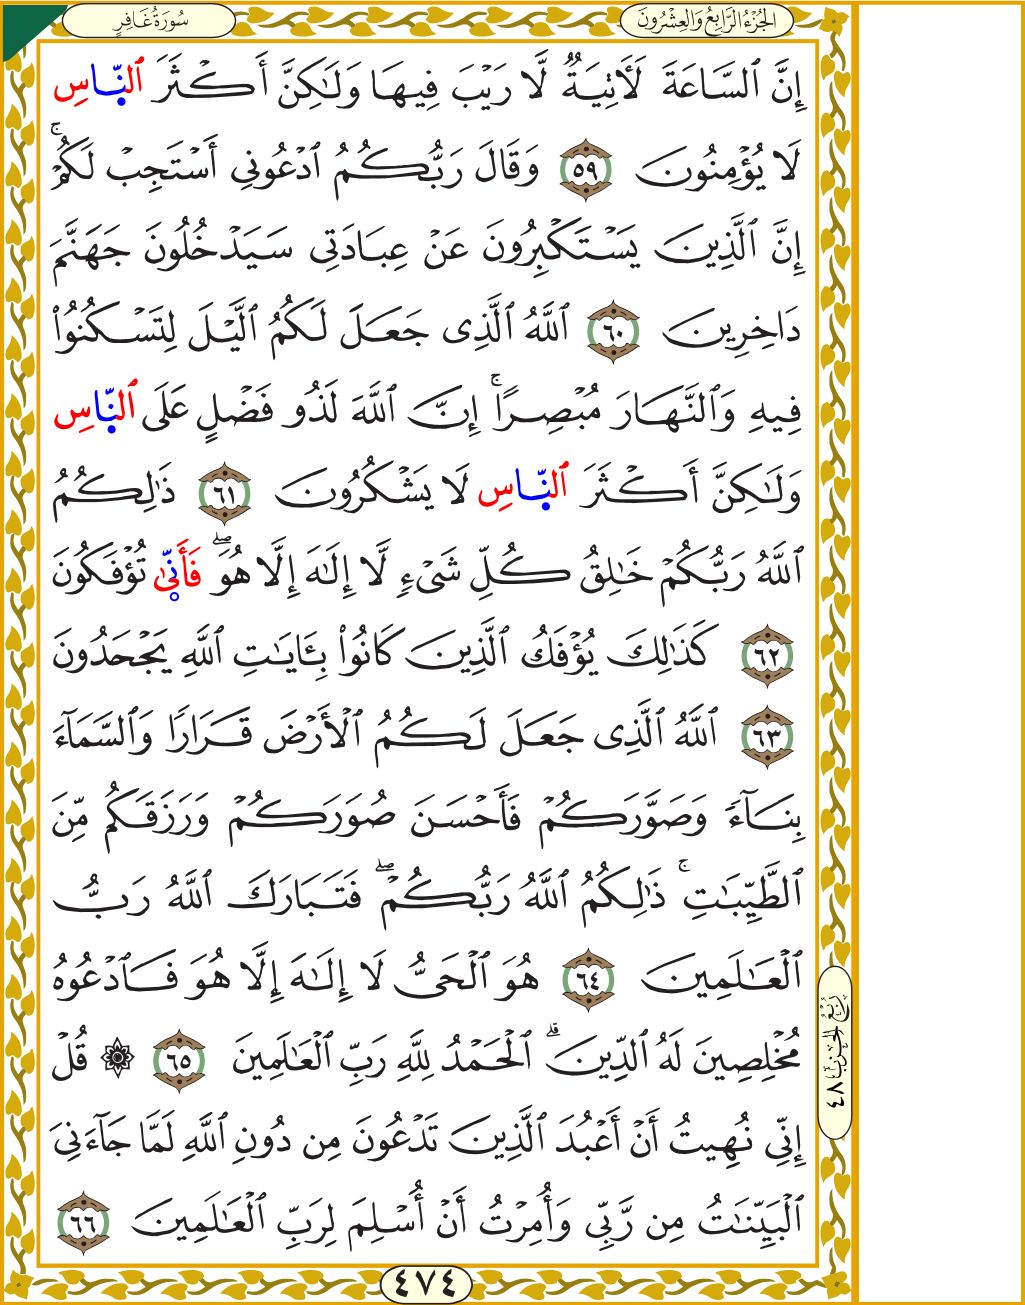 سُورَةُ غَافِرٍ
الجُزْءُ الرَّابِعُ وَالعِشْرُونَ
إِنَّ ٱلسَّاعَةَ لَأٓتِيَةٞ لَّا رَيۡبَ فِيهَا وَلَٰكِنَّ أَكۡثَرَ ٱلنَّاسِ
لَا يُؤۡمِنُونَ ٥٩ وَقَالَ رَبُّكُمُ ٱدۡعُونِيٓ أَسۡتَجِبۡ لَكُمۡۚ
إِنَّ ٱلَّذِينَ يَسۡتَكۡبِرُونَ عَنۡ عِبَادَتِي سَيَدۡخُلُونَ جَهَنَّمَ
دَاخِرِينَ ٦٠ ٱللَّهُ ٱلَّذِي جَعَلَ لَكُمُ ٱلَّيۡلَ لِتَسۡكُنُواْ
فِيهِ وَٱلنَّهَارَ مُبۡصِرًاۚ إِنَّ ٱللَّهَ لَذُو فَضۡلٍ عَلَى ٱلنَّاسِ
وَلَٰكِنَّ أَكۡثَرَ ٱلنَّاسِ لَا يَشۡكُرُونَ ٦١ ذَٰلِكُمُ
ٱللَّهُ رَبُّكُمۡ خَٰلِقُ كُلِّ شَيۡءٖ لَّآ إِلَٰهَ إِلَّا هُوَۖ فَأَنَّىٰ تُؤۡفَكُونَ
٦٢ كَذَٰلِكَ يُؤۡفَكُ ٱلَّذِينَ كَانُواْ بِـَٔايَٰتِ ٱللَّهِ يَجۡحَدُونَ
٦٣ ٱللَّهُ ٱلَّذِي جَعَلَ لَكُمُ ٱلۡأَرۡضَ قَرَارٗا وَٱلسَّمَآءَ
بِنَآءٗ وَصَوَّرَكُمۡ فَأَحۡسَنَ صُوَرَكُمۡ وَرَزَقَكُم مِّنَ
ٱلطَّيِّبَٰتِۚ ذَٰلِكُمُ ٱللَّهُ رَبُّكُمۡۖ فَتَبَارَكَ ٱللَّهُ رَبُّ
ٱلۡعَٰلَمِينَ ٦٤ هُوَ ٱلۡحَيُّ لَآ إِلَٰهَ إِلَّا هُوَ فَٱدۡعُوهُ
مُخۡلِصِينَ لَهُ ٱلدِّينَۗ ٱلۡحَمۡدُ لِلَّهِ رَبِّ ٱلۡعَٰلَمِينَ ٦٥ ۞ قُلۡ
إِنِّي نُهِيتُ أَنۡ أَعۡبُدَ ٱلَّذِينَ تَدۡعُونَ مِن دُونِ ٱللَّهِ لَمَّا جَآءَنِيَ
ٱلۡبَيِّنَٰتُ مِن رَّبِّي وَأُمِرۡتُ أَنۡ أُسۡلِمَ لِرَبِّ ٱلۡعَٰلَمِينَ ٦٦
رُبْعُ الحِزْب ٤٨
٤٧٤